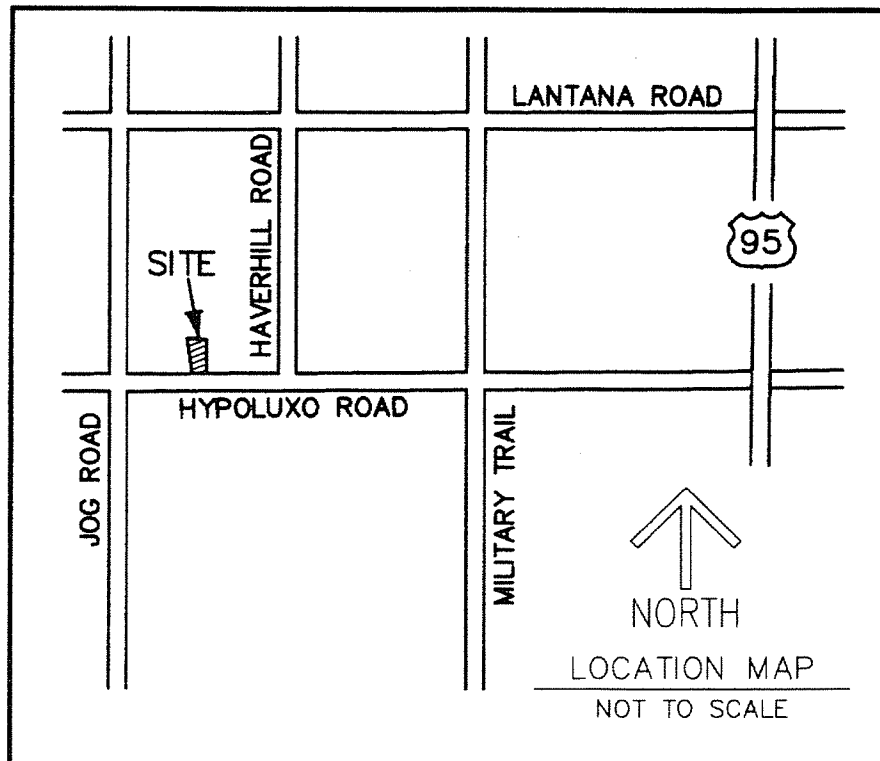 LANTANA ROAD
HAVERHILL ROAD
95
SITE
HYPOLUXO ROAD
JOG ROAD
MILITARY TRAIL
NORTH
LOCATION MAP
NOT TO SCALE